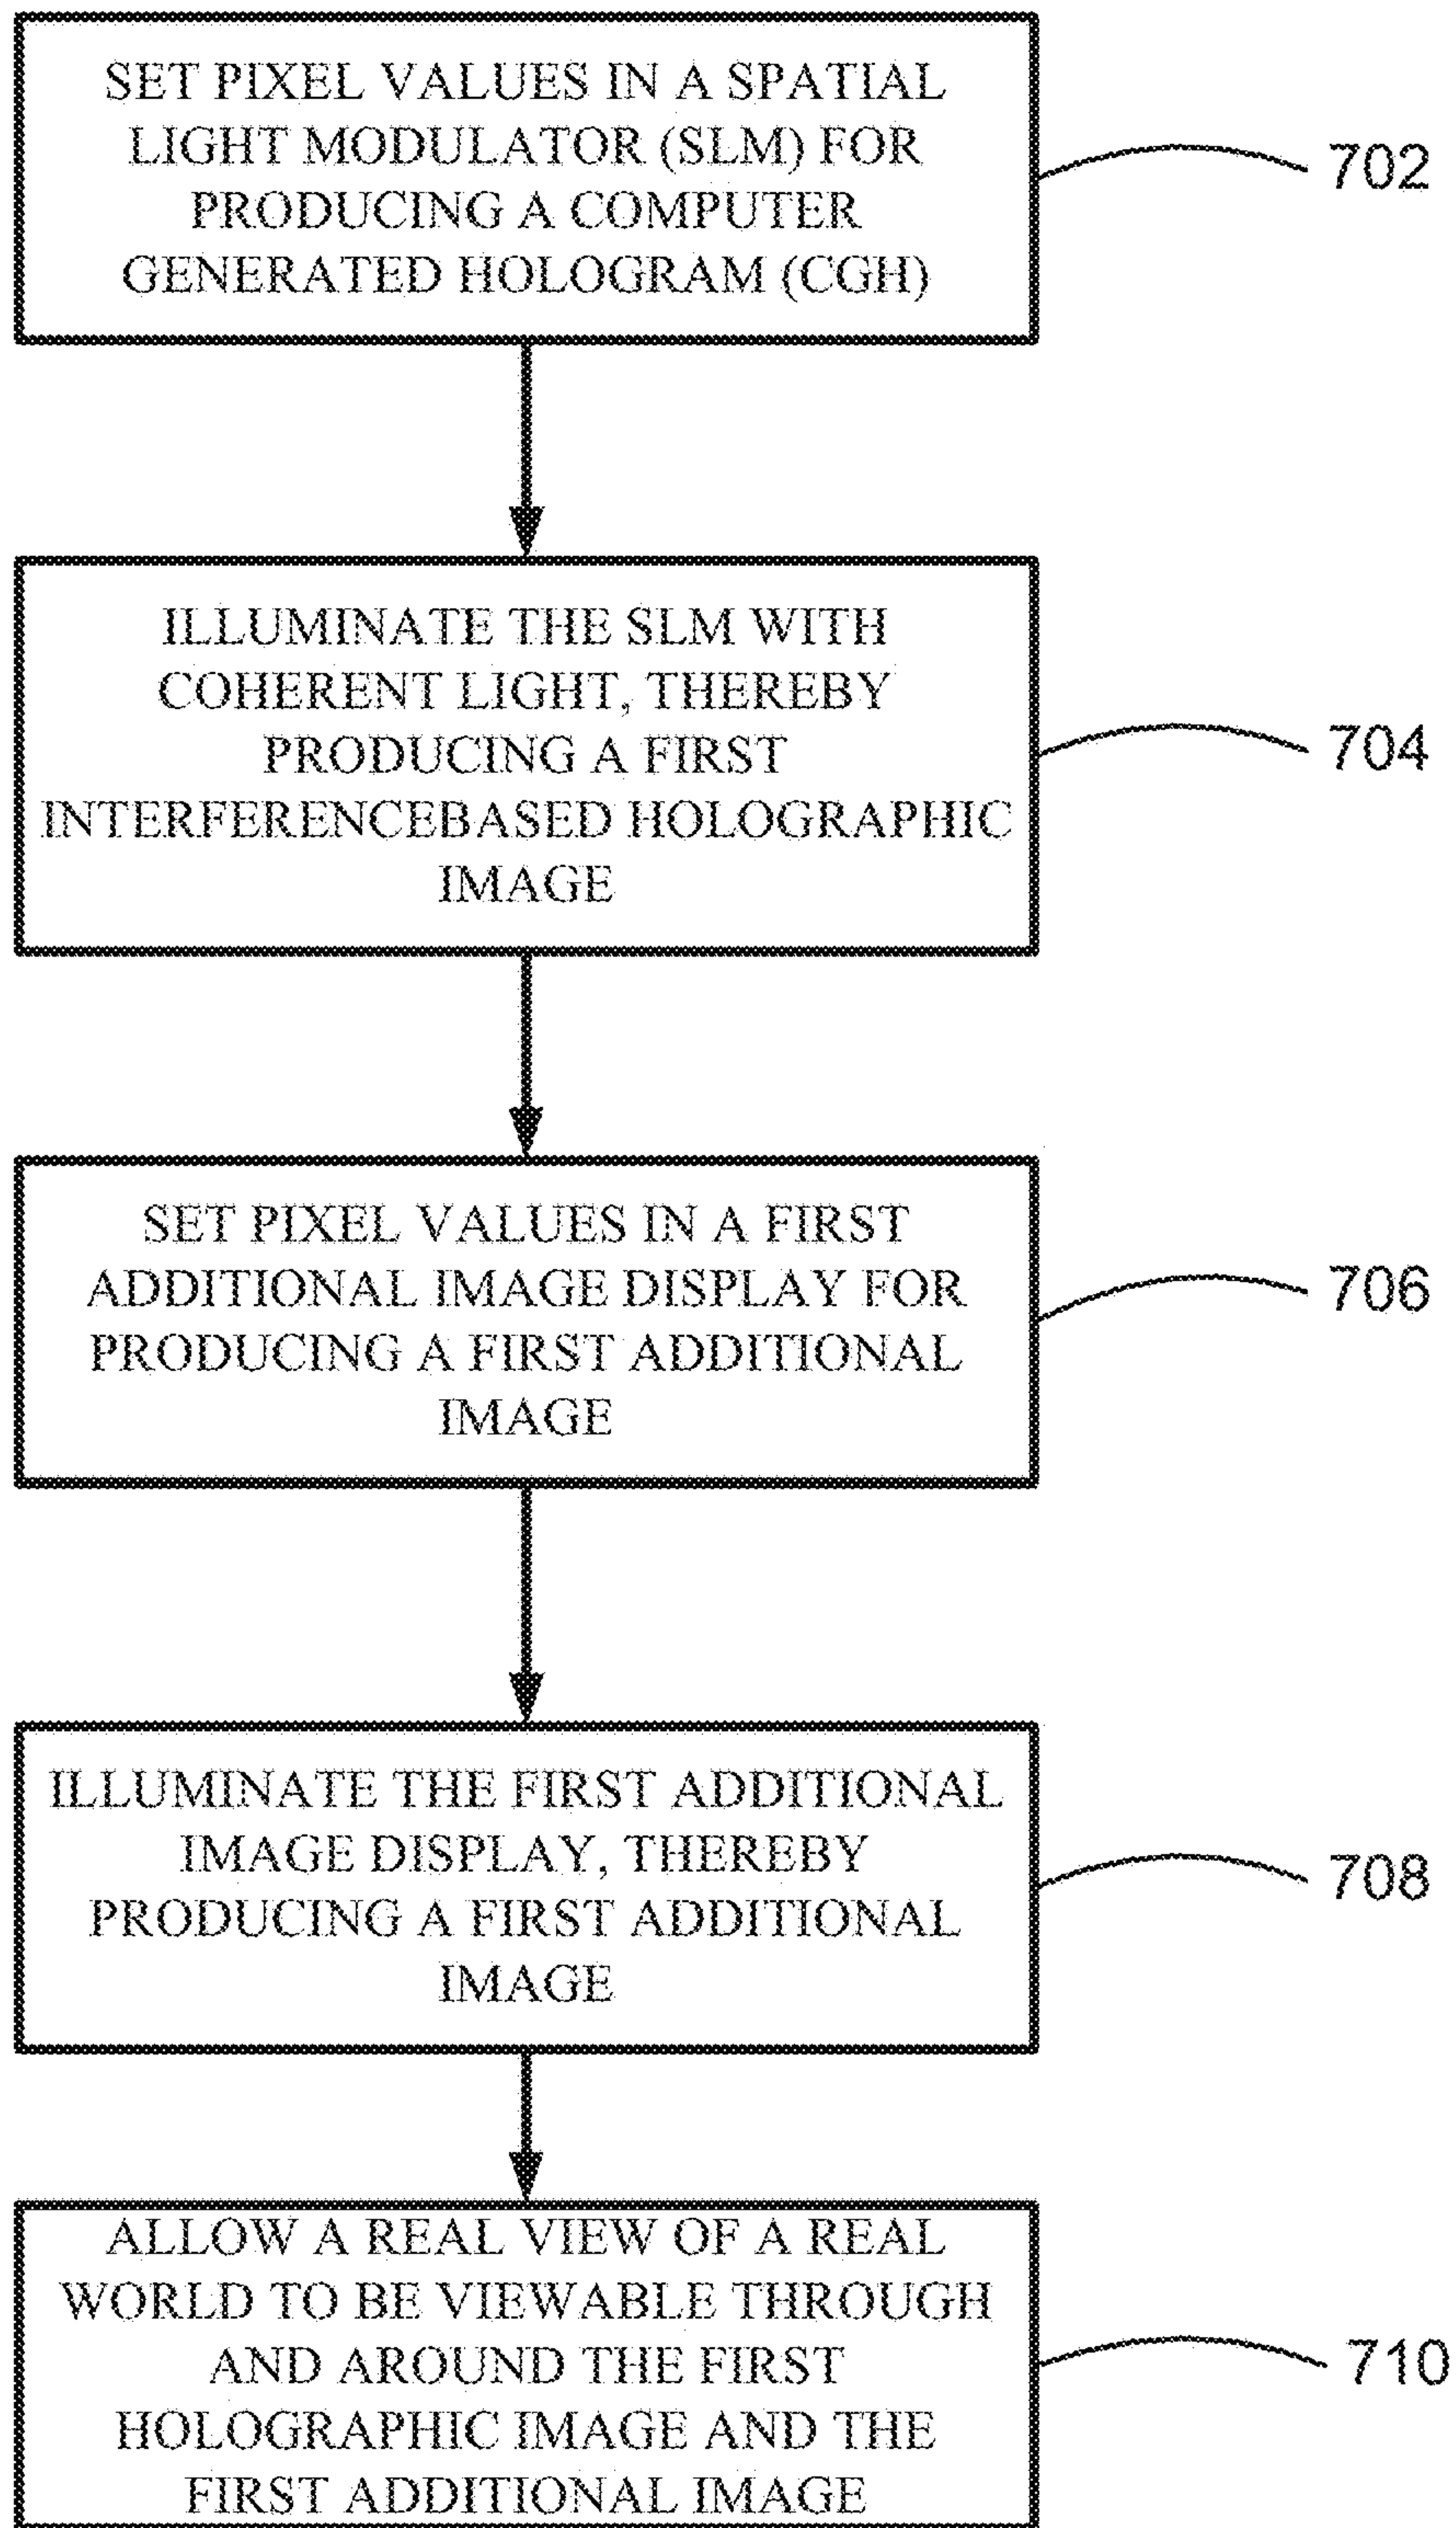 SET PIXEL VALUES IN A SPATIAL
LIGHT MODULATOR (SLM) FOR
PRODUCING A COMPUTER
GENERATED HOLOGRAM (CGH)
702
ILLUMINATE THE SLM WITH
COHERENT LIGHT, THEREBY
PRODUCING A FIRST
INTERFERENCEBASED HOLOGRAPHIC
IMAGE
704
SET PIXEL VALUES IN A FIRST
ADDITIONAL IMAGE DISPLAY FOR
PRODUCING A FIRST ADDITIONAL
IMAGE
706
ILLUMINATE THE FIRST ADDITIONAL
IMAGE DISPLAY, THEREBY
PRODUCING A FIRST ADDITIONAL
IMAGE
708
ALLOW A REAL VIEW OF A REAL
WORLD TO BE VIEWABLE THROUGH
AND AROUND THE FIRST
HOLOGRAPHIC IMAGE AND THE
FIRST ADDITIONAL IMAGE
710